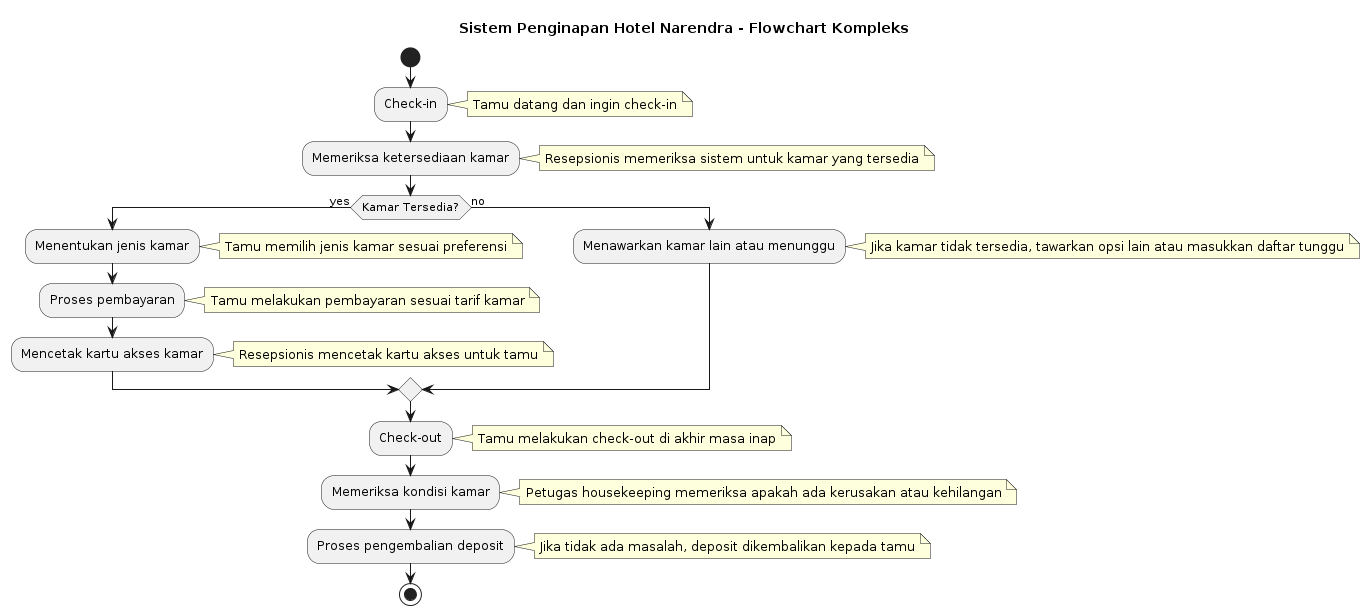 Sistem Penginapan Hotel Narendra - Flowchart Kompleks
Check-in
Tamu datang dan ingin check-in
Memeriksa ketersediaan kamar
Resepsionis memeriksa sistem untuk kamar yang tersedia
yes
Kamar Tersedia?
no
Menentukan jenis kamar
Tamu memilih jenis kamar sesuai preferensi
Menawarkan kamar lain atau menunggu
Jika kamar tidak tersedia, tawarkan opsi lain atau masukkan daftar tunggu
Proses pembayaran
Tamu melakukan pembayaran sesuai tarif kamar
Mencetak kartu akses kamar
Resepsionis mencetak kartu akses untuk tamu
Check-out
Tamu melakukan check-out di akhir masa inap
Memeriksa kondisi kamar
Petugas housekeeping memeriksa apakah ada kerusakan atau kehilangan
Proses pengembalian deposit
Jika tidak ada masalah, deposit dikembalikan kepada tamu